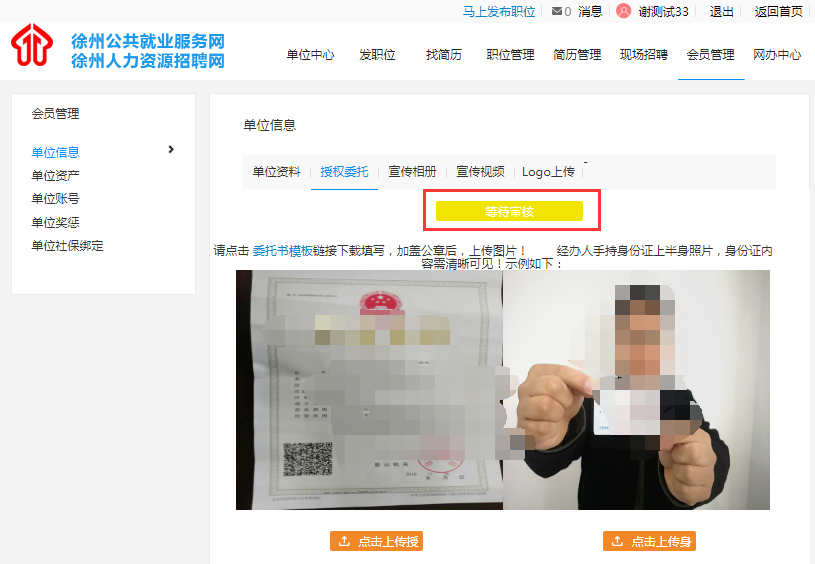 马上发布职位 0 消息 谢测试33 退出 返回首页
徐州公共就业服务网
徐州人力资源招聘网
单位中心 发职位 找简历 职位管理 简历管理 现场招聘 会员管理 网办中心
会员管理
单位信息
单位资产
单位账号
单位奖惩
单位社保绑定
单位信息
单位资料 授权委托 宣传相册 宣传视频 Logo上传
等待审核
请点击 委托书模板链接下载填写，加盖公章后，上传图片！ 经办人手持身份证上半身照片，身份证内
容需清晰可见！示例如下：
登记机关
点击上传授 点击上传身